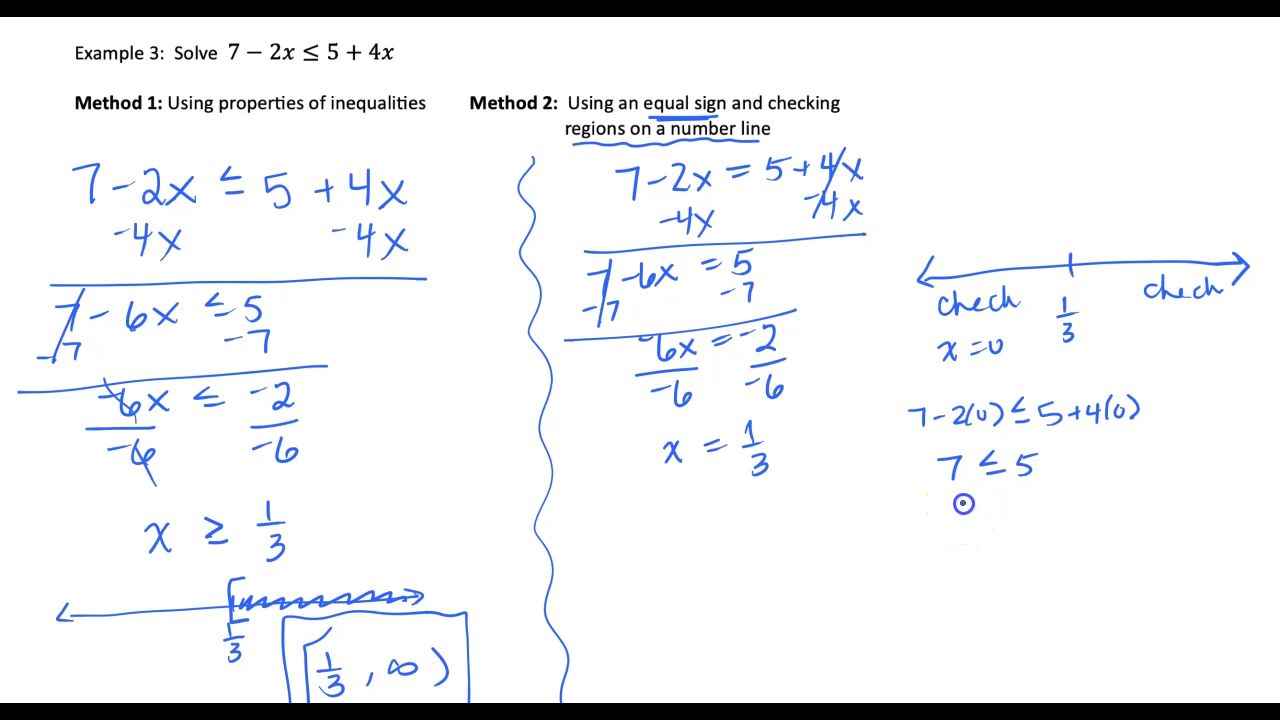 Example 3: Solve 7 − 2x ≤ 5 + 4x
Method 1: Using properties of inequalities
7 - 2x ≤ 5 + 4x
-4x -4x
7 - 6x ≤ 5
-7 -7
-6x ≤ -2
-6 -6
x ≥ 1/3
1/3
[1/3, ∞)
Method 2: Using an equal sign and checking
regions on a number line
7 - 2x = 5 + 4x
-4x -4x
7 - 6x = 5
-7 -7
-6x = -2
-6 -6
x = 1/3
check 1/3 check
x = 0
7 - 2(0) ≤ 5 + 4(0)
7 ≤ 5